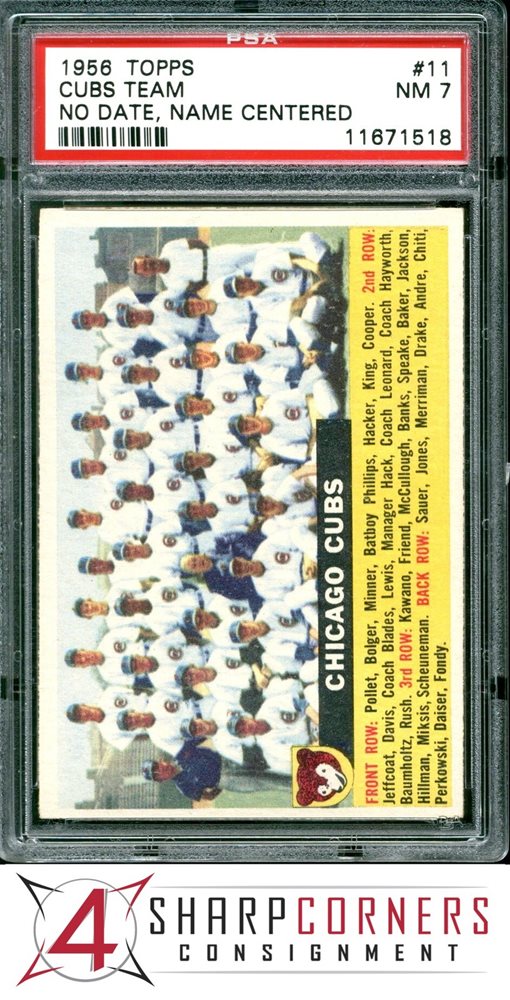 PSA
1956 TOPPS #11
CUBS TEAM NM 7
NO DATE, NAME CENTERED
11671518
CHICAGO CUBS
FRONT ROW: Pollet, Bolger, Minner, Batboy Phillips, Hacker, King, Cooper. 2nd ROW:
Jeffcoat, Davis, Coach Blades, Lewis, Manager Hack, Coach Leonard, Coach Hayworth,
Baumholtz, Rush. 3rd ROW: Kawano, Friend, McCullough, Banks, Speake, Baker, Jackson,
Hillman, Miksis, Scheuneman. BACK ROW: Sauer, Jones, Merriman, Drake, Andre, Chiti,
Perkowski, Daiser, Fondy.
4 SHARPCORNERS
CONSIGNMENT